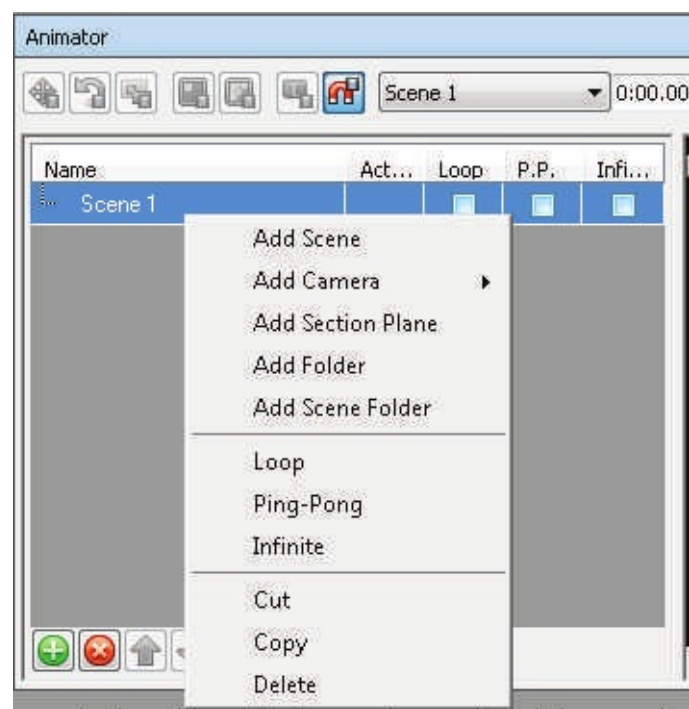 Animator
Scene 1 0:00.00
Name Act... Loop P.P. Infi...
Scene 1
Add Scene
Add Camera
Add Section Plane
Add Folder
Add Scene Folder
Loop
Ping-Pong
Infinite
Cut
Copy
Delete